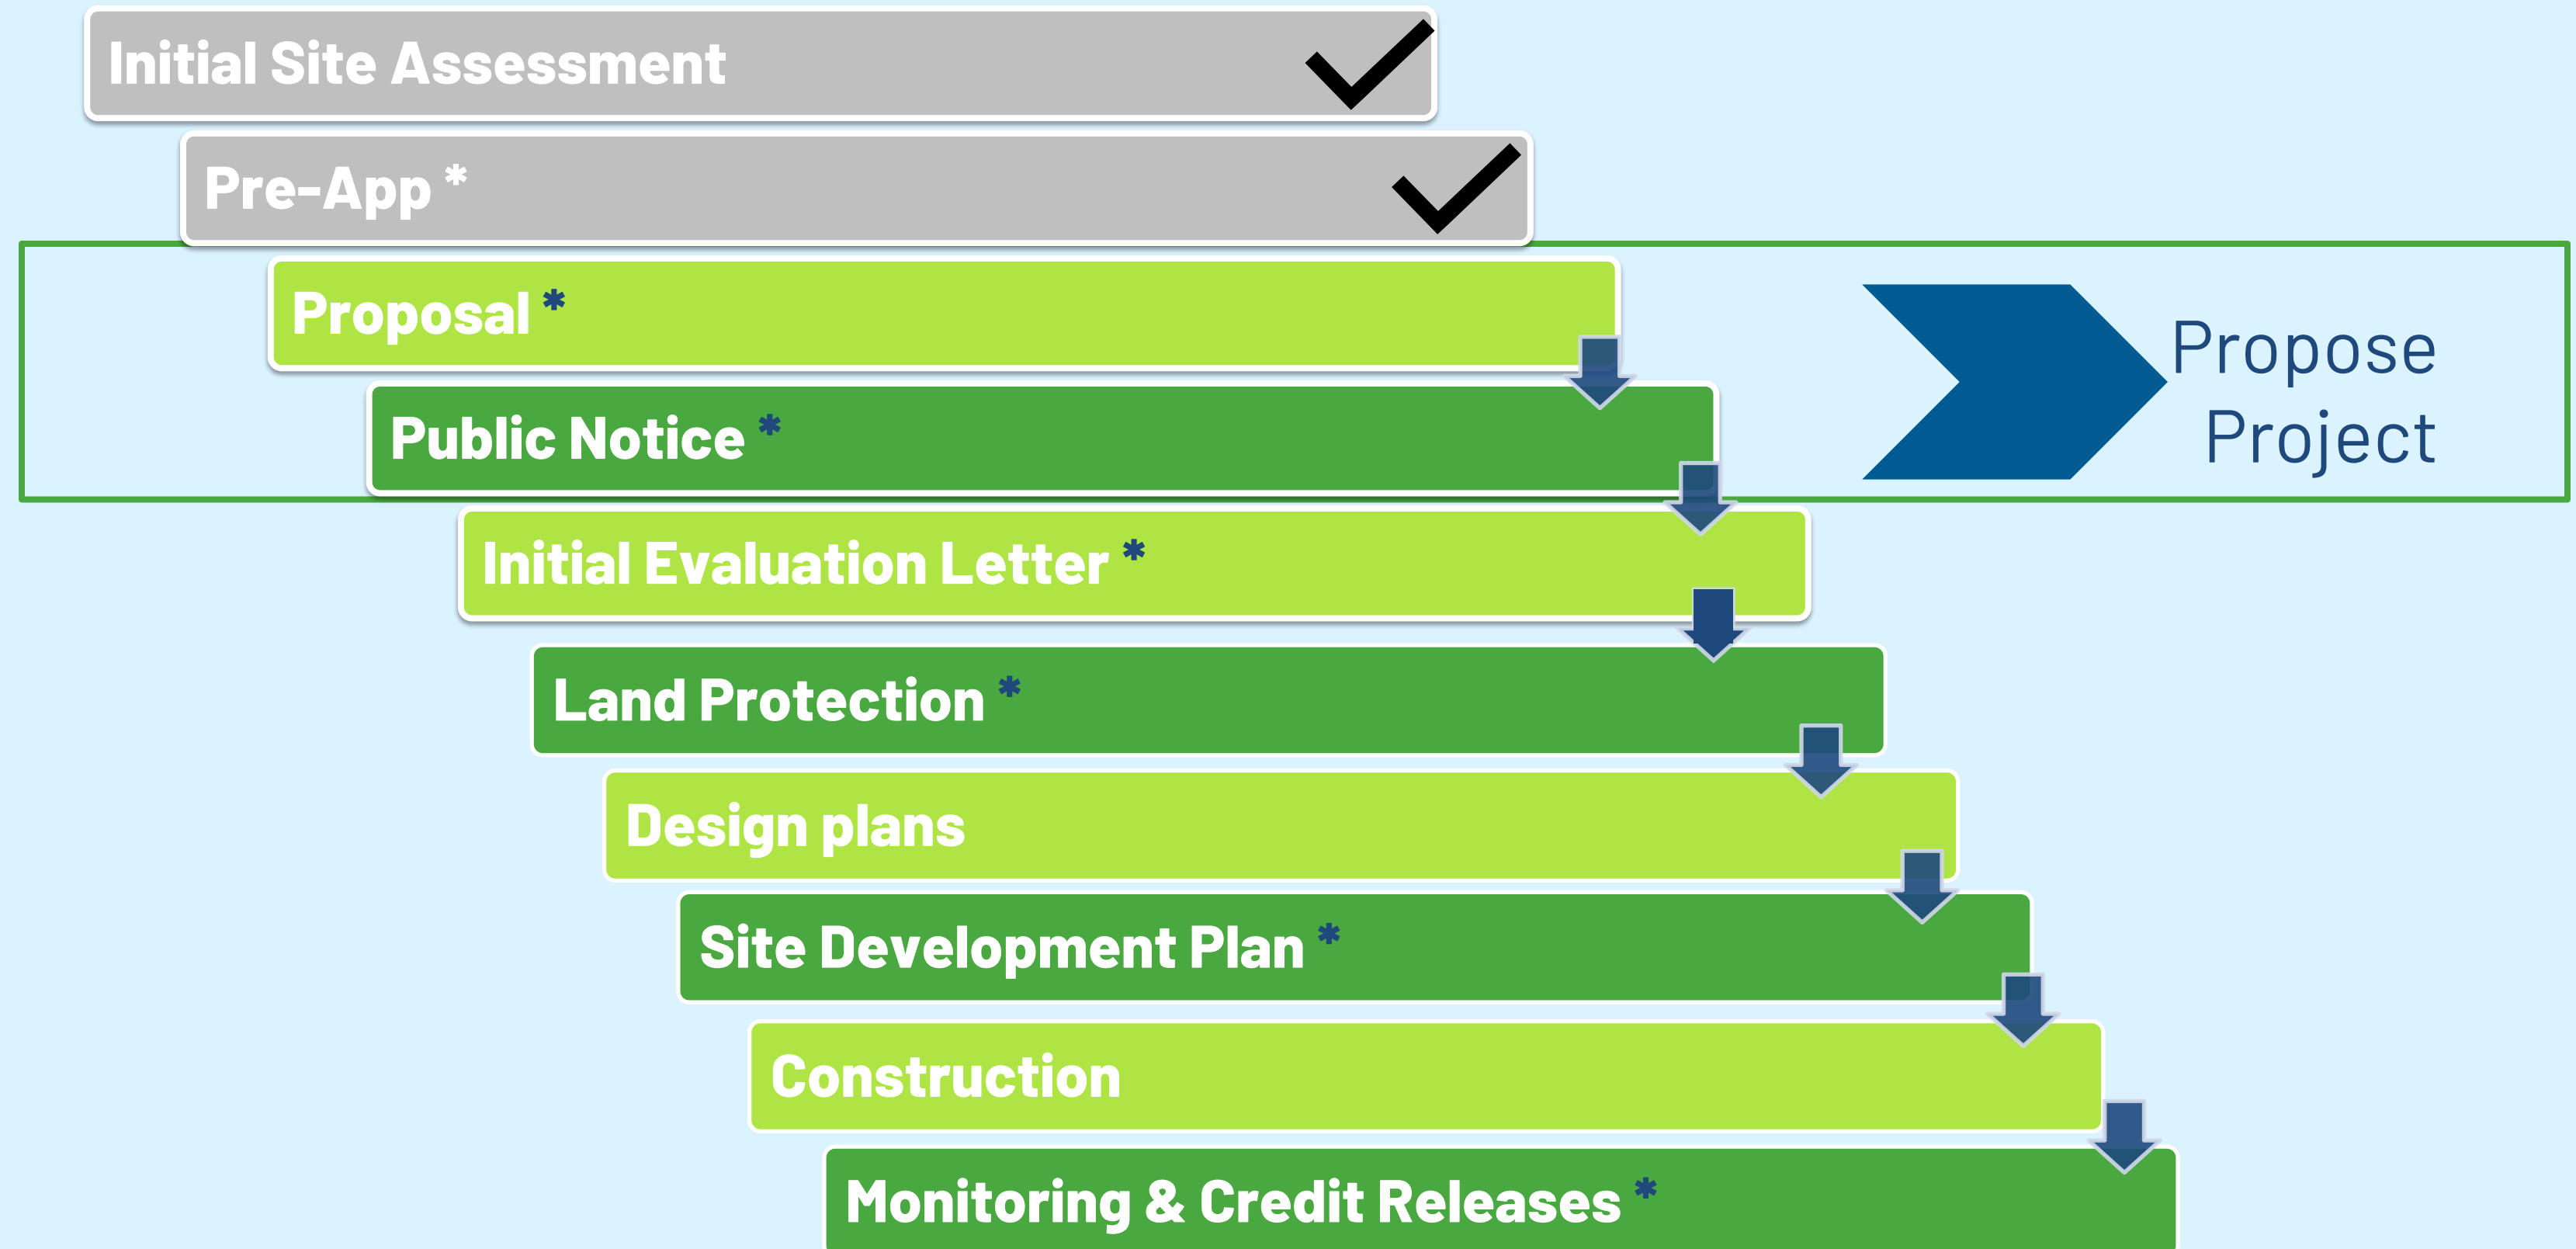 Initial Site Assessment
Pre-App *
Proposal *
Public Notice *
Propose
Project
Initial Evaluation Letter *
Land Protection *
Design plans
Site Development Plan *
Construction
Monitoring & Credit Releases *